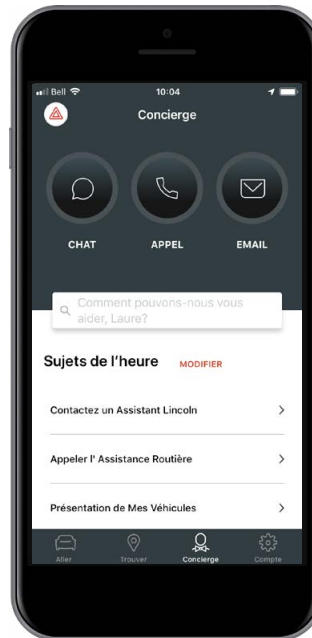 Bell 10:04
Concierge
CHAT APPEL EMAIL
Comment pouvons-nous vous
aider, Laure?
Sujets de l'heure MODIFIER
Contactez un Assistant Lincoln
Appeler l' Assistance Routière
Présentation de Mes Véhicules
Aller Trouver Concierge Compte